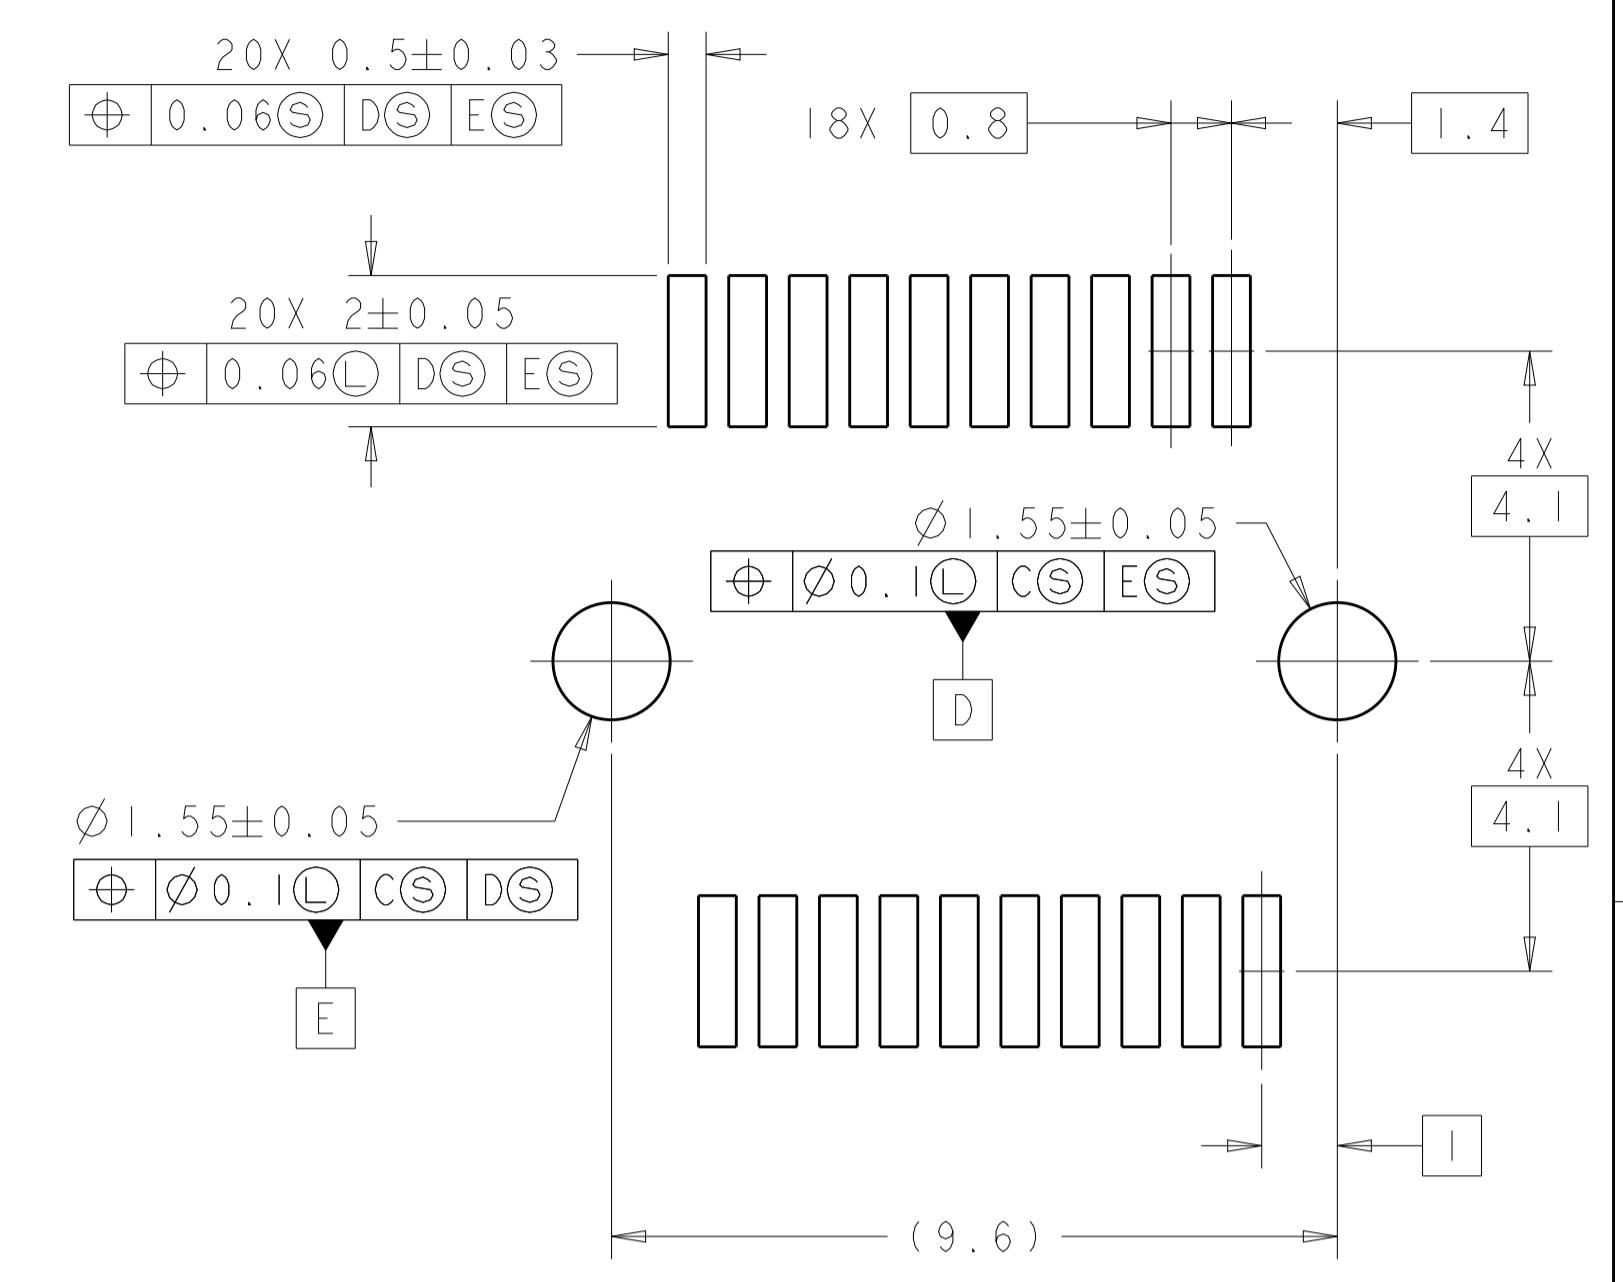 20X 0.5±0.03
⌖ 0.06Ⓢ DⓈ EⓈ
18X 0.8
1.4
20X 2±0.05
⌖ 0.06Ⓛ DⓈ EⓈ
4X
4.1
Ø1.55±0.05
⌖ Ø0.1Ⓛ CⓈ EⓈ
D
4X
4.1
Ø1.55±0.05
⌖ Ø0.1Ⓛ CⓈ DⓈ
E
1
(9.6)